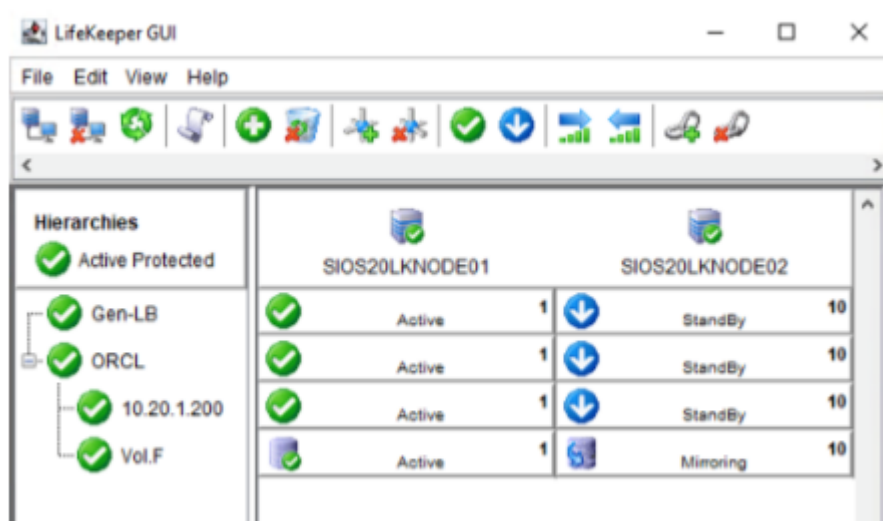 LifeKeeper GUI
File Edit View Help
Hierarchies
Active Protected
SIOS20LKNODE01 SIOS20LKNODE02
Gen-LB Active 1 StandBy 10
ORCL Active 1 StandBy 10
10.20.1.200 Active 1 StandBy 10
Vol.F Active 1 Mirroring 10